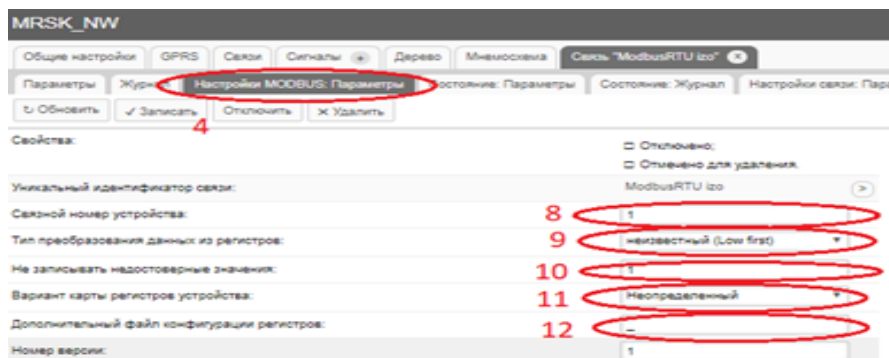 MRSK_NW
Общие настройки GPRS Связи Сигналы + Дерево Мнемосхема Связь "ModbusRTU izo" ×
Параметры Журнал Настройки MODBUS: Параметры Состояние: Параметры Состояние: Журнал Настройки связи: Пара
↻ Обновить ✓ Записать Отключить × Удалить
4
Свойства:
□ Отключено;
□ Отмечено для удаления.
Уникальный идентификатор связи: ModbusRTU izo >
Связной номер устройства: 8 1
Тип преобразования данных из регистров: 9 неизвестный (Low first)
Не записывать недостоверные значения: 10 1
Вариант карты регистров устройства: 11 Неопределенный
Дополнительный файл конфигурации регистров: 12 _
Номер версии: 1